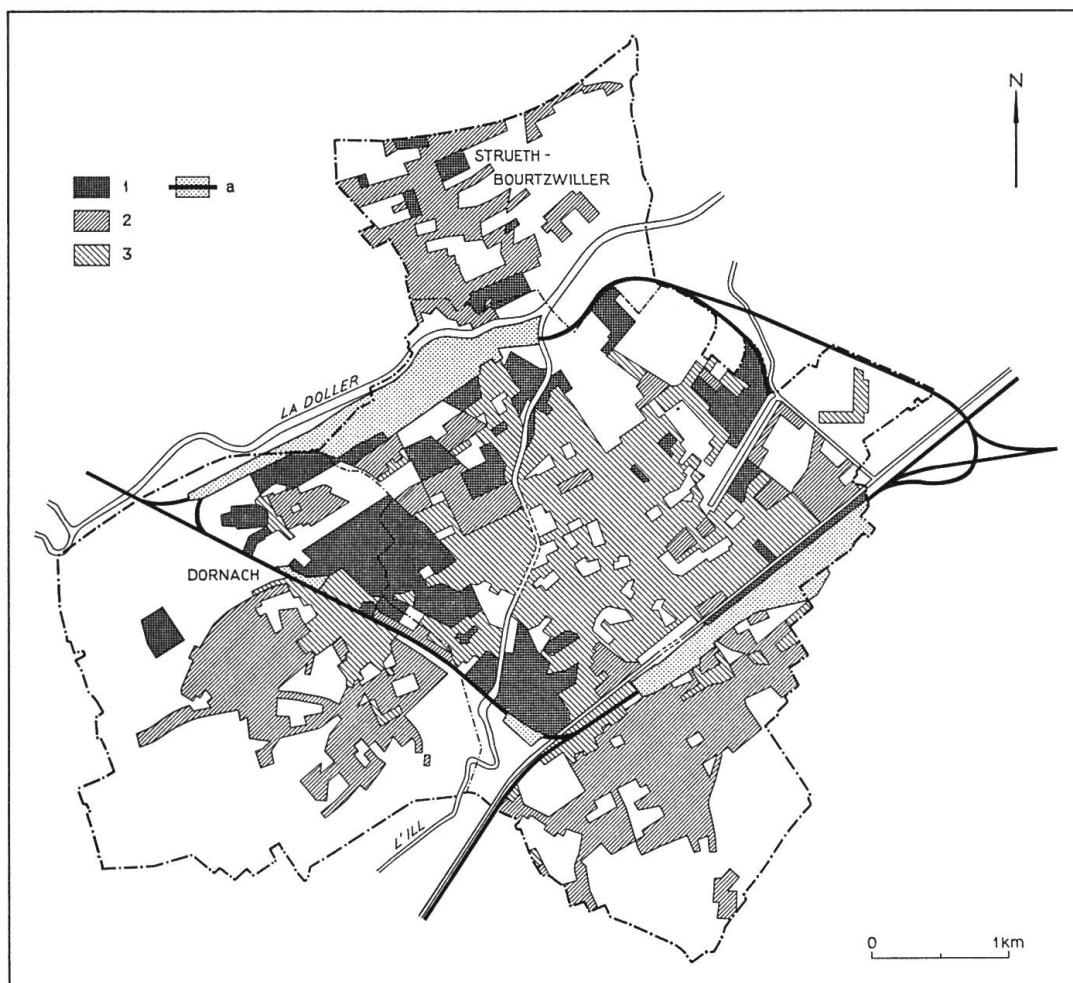 N
STRUETH -
BOURTZWILLER
1
a
2
3
LA DOLLER
DORNACH
L'ILL
0
1km